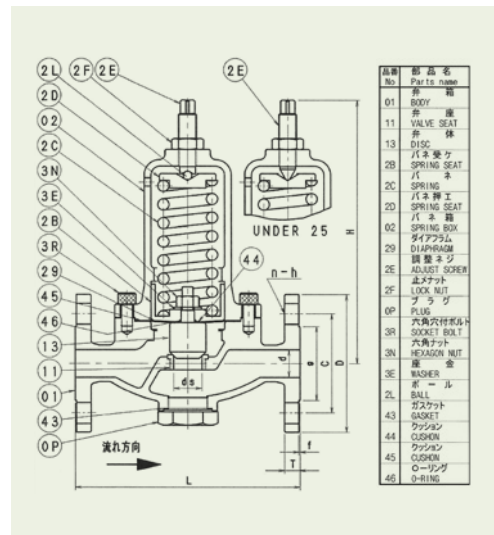 2L
2F
2E
2E
2D
02
2C
3N
3E
2B
3R
29
45
46
13
11
01
43
0P
UNDER 25
44
n-h
H
ds
d
g
C
D
f
T
L
流れ方向
品番 部品名
No Parts name
弁箱
01 BODY
弁座
11 VALVE SEAT
弁体
13 DISC
バネ受ケ
2B SPRING SEAT
バネ
2C SPRING
バネ押エ
2D SPRING SEAT
バネ箱
02 SPRING BOX
ダイアフラム
29 DIAPHRAGM
調整ネジ
2E ADJUST SCREW
止メナット
2F LOCK NUT
プラグ
0P PLUG
六角穴付ボルト
3R SOCKET BOLT
六角ナット
3N HEXAGON NUT
座金
3E WASHER
ボール
2L BALL
ガスケット
43 GASKET
クッション
44 CUSHON
クッション
45 CUSHON
O-リング
46 O-RING